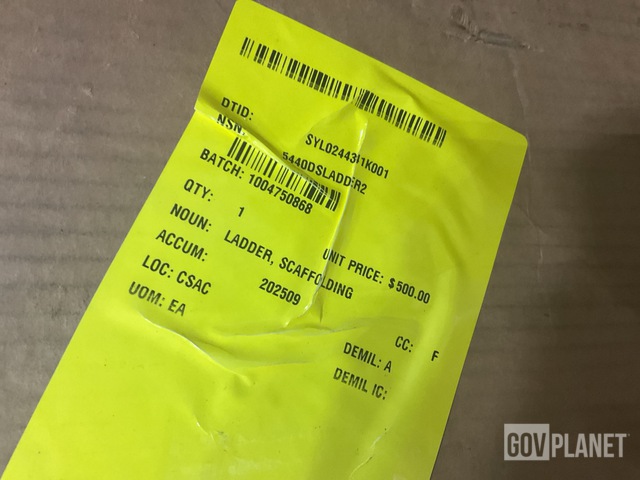 DTID: SYL02443
NSN: 5440DSLADDER2
BATCH: 1004750868
QTY: 1 UNIT PRICE: $500.00
NOUN: LADDER, SCAFFOLDING
ACCUM: 202509
LOC: CSAC CC: F
UOM: EA DEMIL: A
DEMIL IC:
GOVPLANET